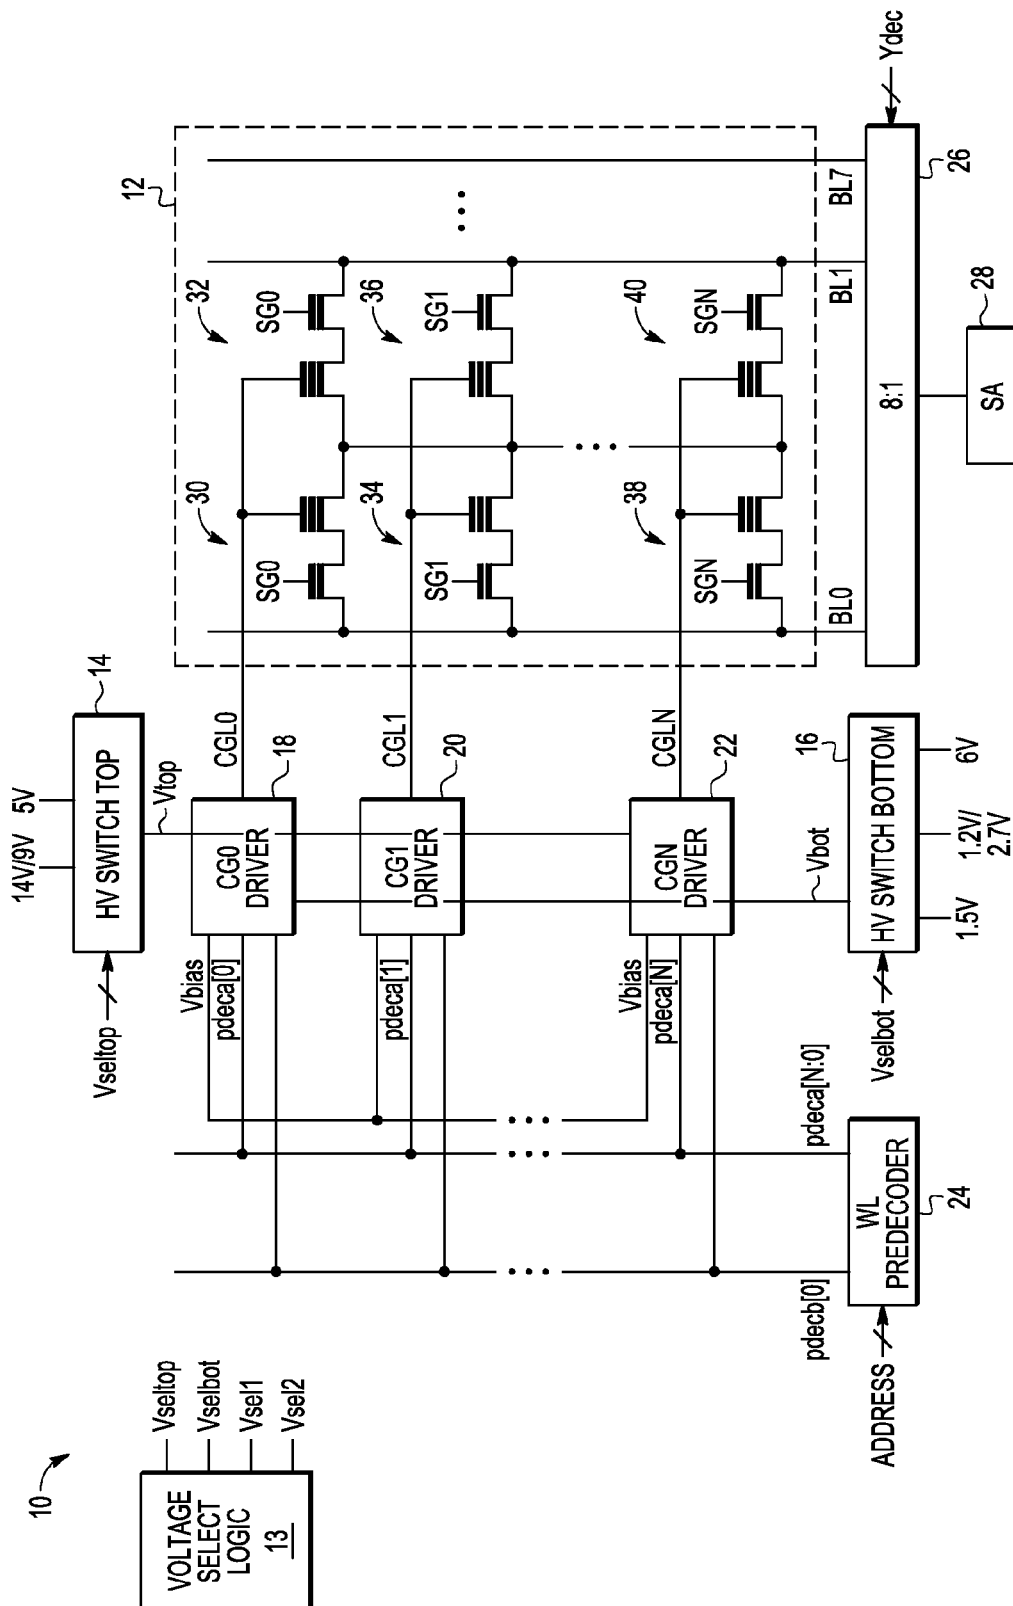 10
VOLTAGE
SELECT
LOGIC
13
Vseltop
Vselbot
Vsel1
Vsel2
ADDRESS
WL
PREDECODER
24
pdecb[0]
pdeca[N:0]
Vseltop
14V/9V
5V
HV SWITCH TOP
14
Vtop
Vbias
pdeca[0]
CG0
DRIVER
18
CGL0
pdeca[1]
CG1
DRIVER
20
CGL1
Vbias
pdeca[N]
CGN
DRIVER
22
CGLN
Vbot
Vselbot
HV SWITCH BOTTOM
16
1.5V
1.2V/
2.7V
6V
12
30
SG0
32
SG0
34
SG1
36
SG1
38
SGN
40
SGN
BL0
BL1
BL7
8:1
Ydec
26
SA
28